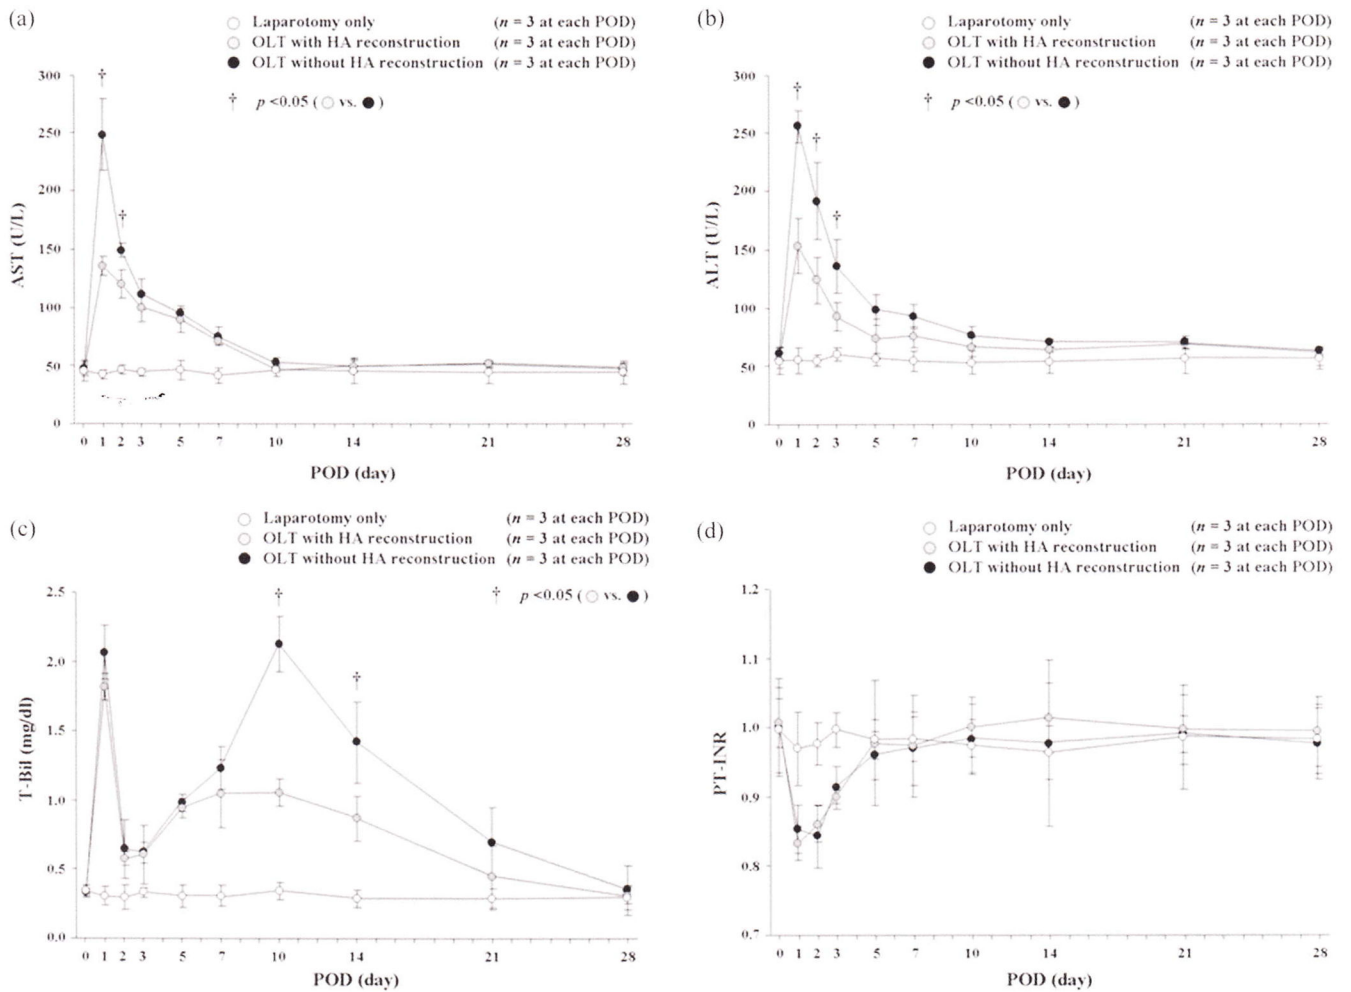 (a)
Laparotomy only (n = 3 at each POD)
OLT with HA reconstruction (n = 3 at each POD)
OLT without HA reconstruction (n = 3 at each POD)
† p <0.05 ( vs. )
†
†
300
250
200
150
100
50
0
AST (U/L)
0 1 2 3 5 7 10 14 21 28
POD (day)
(b)
Laparotomy only (n = 3 at each POD)
OLT with HA reconstruction (n = 3 at each POD)
OLT without HA reconstruction (n = 3 at each POD)
† p <0.05 ( vs. )
†
†
†
300
250
200
150
100
50
0
ALT (U/L)
0 1 2 3 5 7 10 14 21 28
POD (day)
(c)
Laparotomy only (n = 3 at each POD)
OLT with HA reconstruction (n = 3 at each POD)
OLT without HA reconstruction (n = 3 at each POD)
† p <0.05 ( vs. )
†
†
2.5
2.0
1.5
1.0
0.5
0.0
T-Bil (mg/dl)
0 1 2 3 5 7 10 14 21 28
POD (day)
(d)
Laparotomy only (n = 3 at each POD)
OLT with HA reconstruction (n = 3 at each POD)
OLT without HA reconstruction (n = 3 at each POD)
1.2
1.1
1.0
0.9
0.8
0.7
PT-INR
0 1 2 3 5 7 10 14 21 28
POD (day)